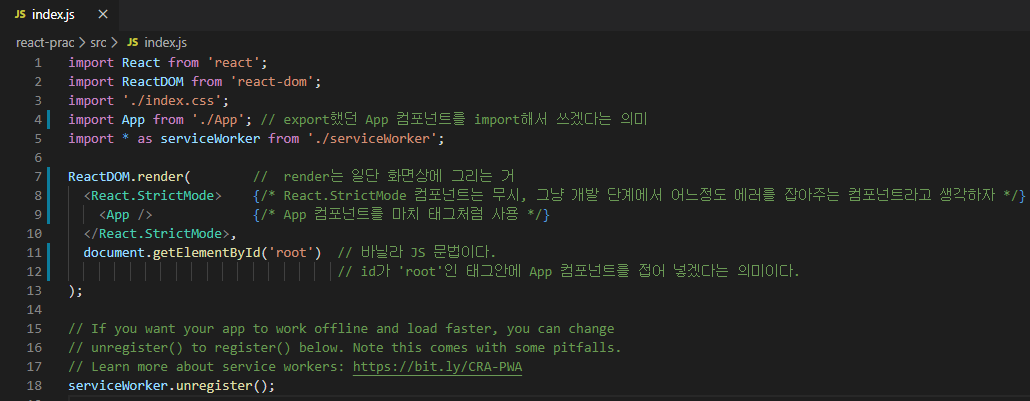 JS index.js ×
react-prac > src > JS index.js
1 import React from 'react';
2 import ReactDOM from 'react-dom';
3 import './index.css';
4 import App from './App'; // export했던 App 컴포넌트를 import해서 쓰겠다는 의미
5 import * as serviceWorker from './serviceWorker';
6
7 ReactDOM.render( // render는 일단 화면상에 그리는 거
8 <React.StrictMode> {/* React.StrictMode 컴포넌트는 무시, 그냥 개발 단계에서 어느정도 에러를 잡아주는 컴포넌트라고 생각하자 */}
9 <App /> {/* App 컴포넌트를 마치 태그처럼 사용 */}
10 </React.StrictMode>,
11 document.getElementById('root') // 바닐라 JS 문법이다.
12 // id가 'root'인 태그안에 App 컴포넌트를 접어 넣겠다는 의미이다.
13 );
14
15 // If you want your app to work offline and load faster, you can change
16 // unregister() to register() below. Note this comes with some pitfalls.
17 // Learn more about service workers: https://bit.ly/CRA-PWA
18 serviceWorker.unregister();